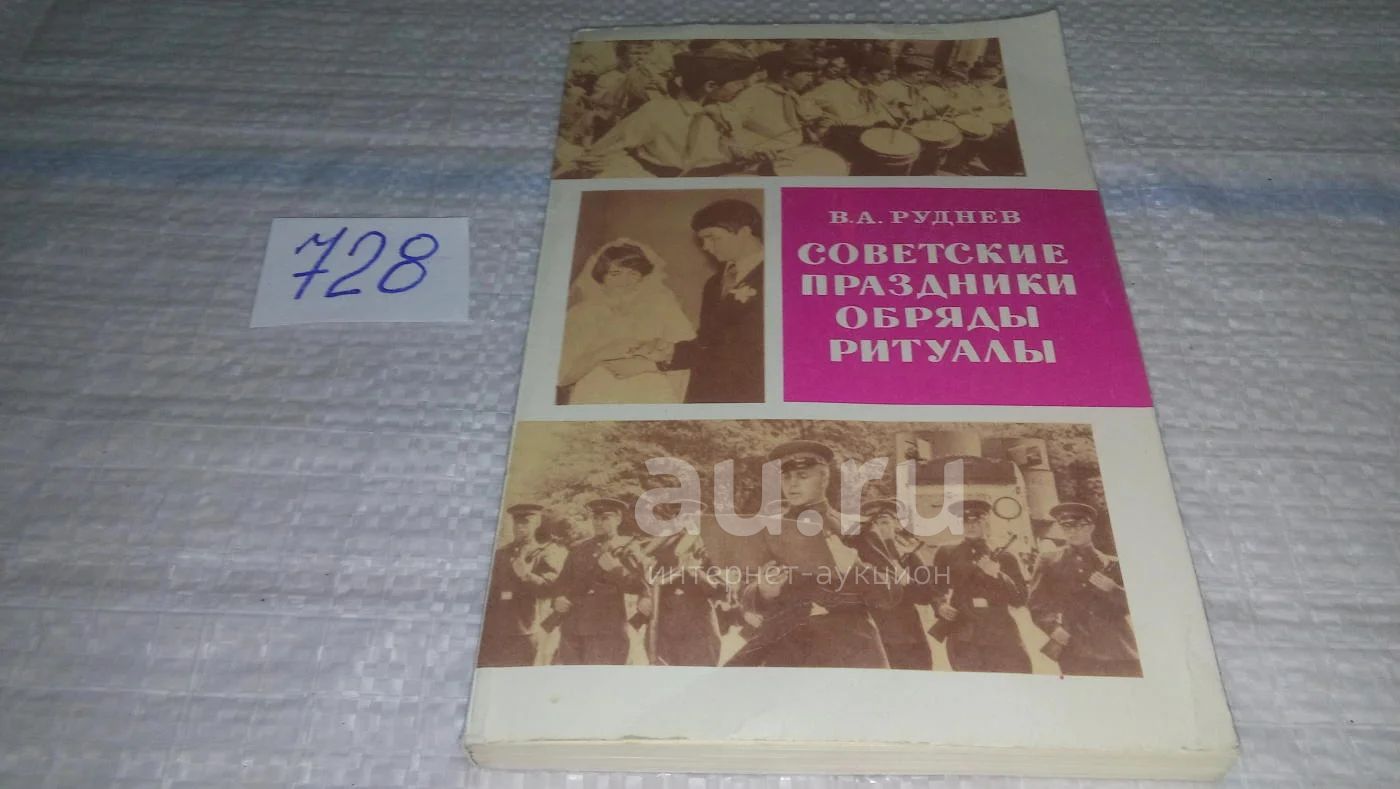 728
В.А. РУДНЕВ
СОВЕТСКИЕ
ПРАЗДНИКИ
ОБРЯДЫ
РИТУАЛЫ
au.ru
интернет-аукцион